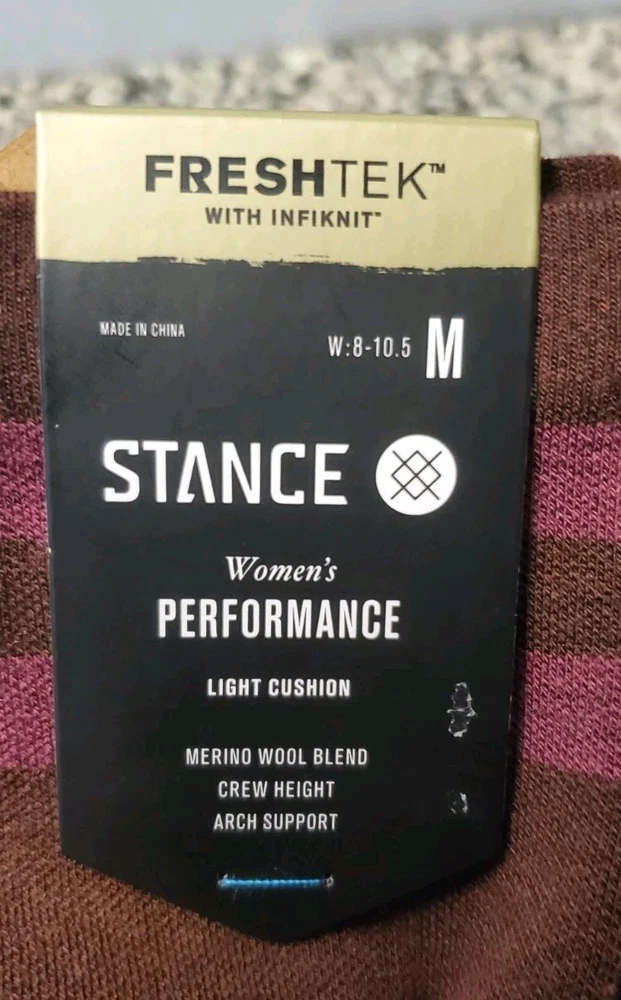 FRESHTEK™
WITH INFIKNIT™
MADE IN CHINA
W:8-10.5 M
STANCE
Women's
PERFORMANCE
LIGHT CUSHION
MERINO WOOL BLEND
CREW HEIGHT
ARCH SUPPORT